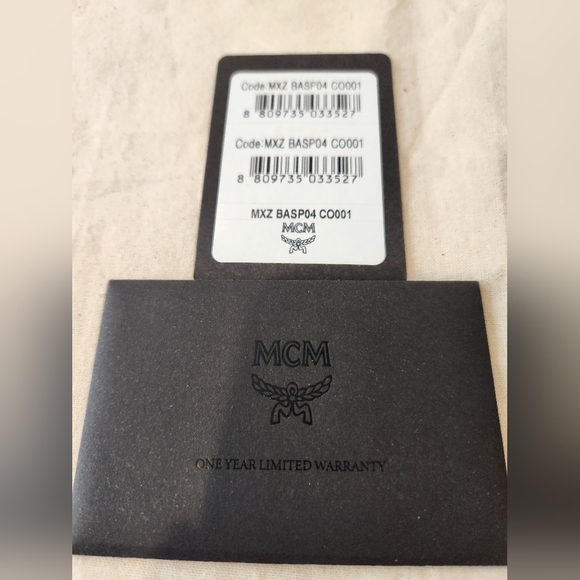 Code:MXZ BASP04 CO001
8 809735 033527
Code:MXZ BASP04 CO001
8 809735 033527
MXZ BASP04 CO001
MCM
MCM
ONE YEAR LIMITED WARRANTY